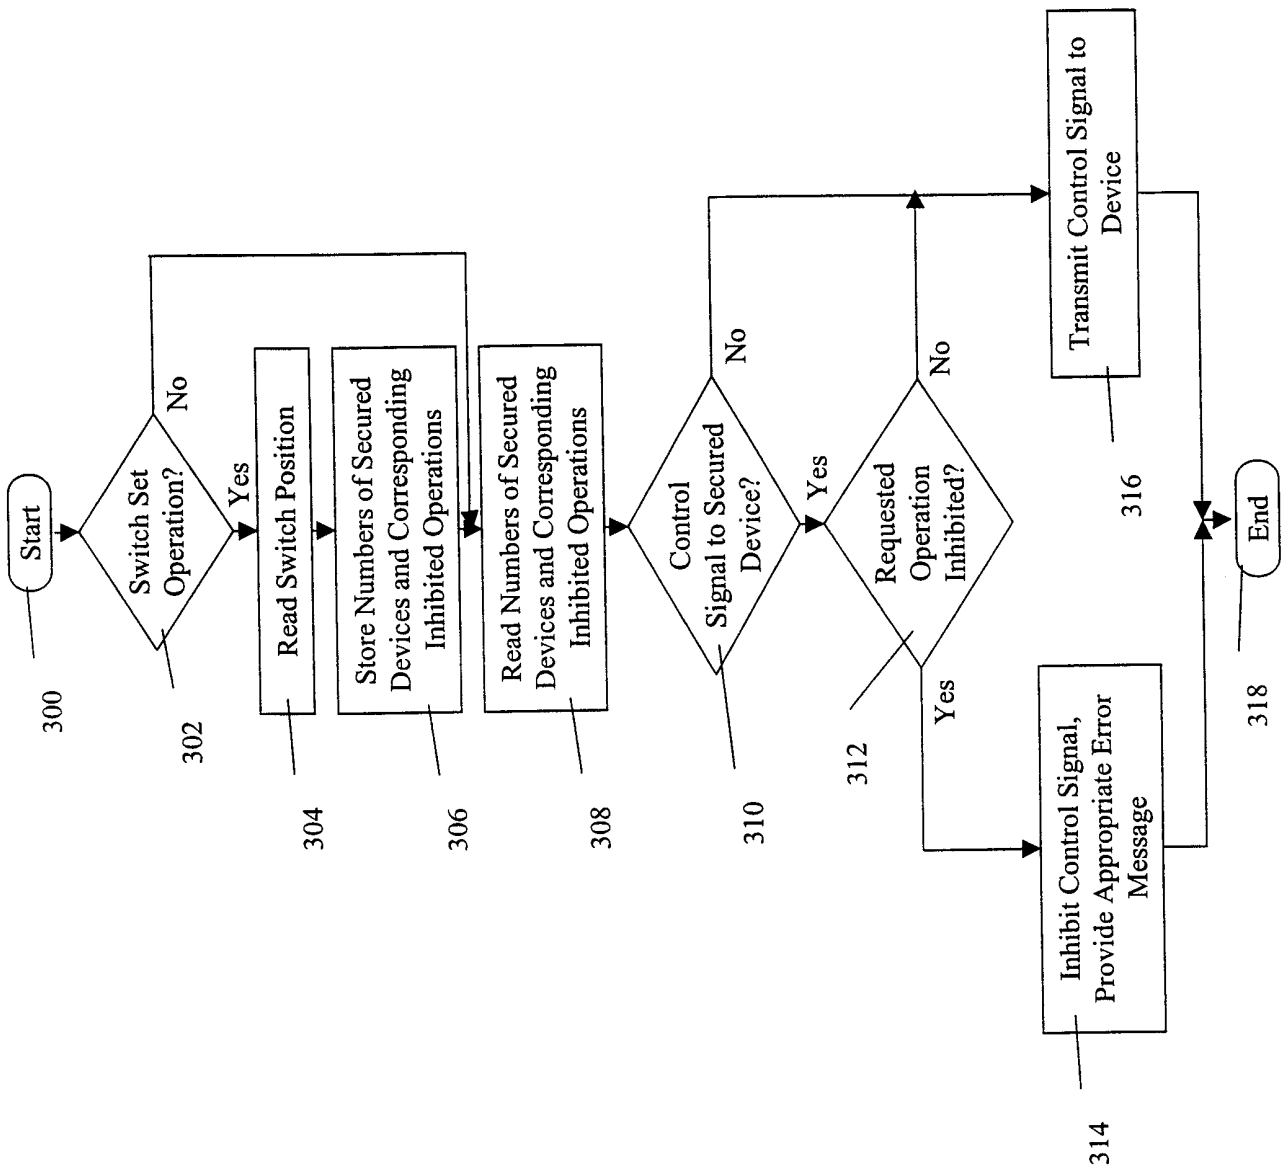 Start
300
Switch Set
Operation?
302
No
Yes
Read Switch Position
304
Store Numbers of Secured
Devices and Corresponding
Inhibited Operations
306
Read Numbers of Secured
Devices and Corresponding
Inhibited Operations
308
Control
Signal to Secured
Device?
310
No
Yes
Requested
Operation
Inhibited?
312
No
Yes
Inhibit Control Signal,
Provide Appropriate Error
Message
314
Transmit Control Signal to
Device
316
End
318